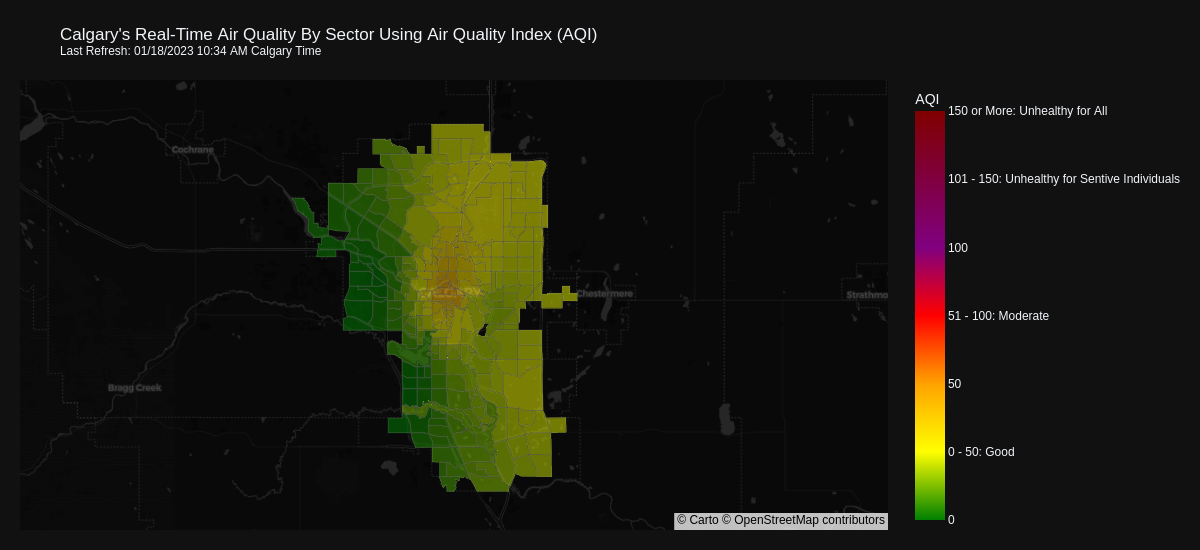 Calgary's Real-Time Air Quality By Sector Using Air Quality Index (AQI)
Last Refresh: 01/18/2023 10:34 AM Calgary Time
AQI
150 or More: Unhealthy for All
Cochrane
101 - 150: Unhealthy for Sentive Individuals
100
Chestermere
Strathmo
51 - 100: Moderate
50
Bragg Creek
0 - 50: Good
0
© Carto © OpenStreetMap contributors